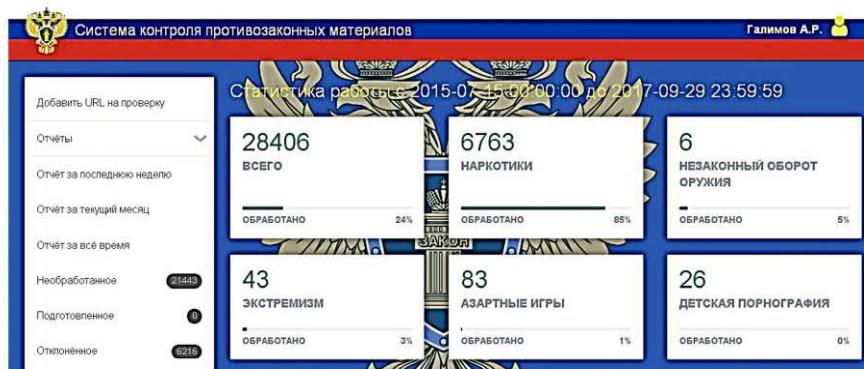 Система контроля противозаконных материалов
Галимов А.Р.
Добавить URL на проверку
Отчёты
Отчёт за последнюю неделю
Отчёт за текущий месяц
Отчёт за всё время
Необработанное 21443
Подготовленное 0
Отклонённое 6216
Статистика работы с 2015-07-15 00:00:00 до 2017-09-29 23:59:59
28406
ВСЕГО
ОБРАБОТАНО 24%
6763
НАРКОТИКИ
ОБРАБОТАНО 85%
6
НЕЗАКОННЫЙ ОБОРОТ
ОРУЖИЯ
ОБРАБОТАНО 5%
ЗАКОН
43
ЭКСТРЕМИЗМ
ОБРАБОТАНО 3%
83
АЗАРТНЫЕ ИГРЫ
ОБРАБОТАНО 1%
26
ДЕТСКАЯ ПОРНОГРАФИЯ
ОБРАБОТАНО 0%